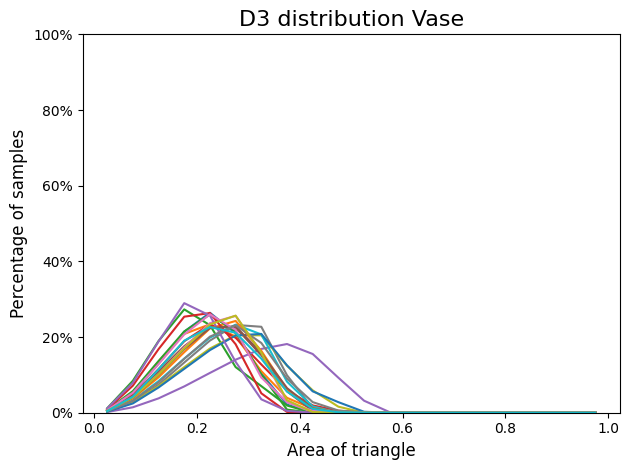 D3 distribution Vase
100%
80%
60%
40%
20%
0%
Percentage of samples
0.0 0.2 0.4 0.6 0.8 1.0
Area of triangle